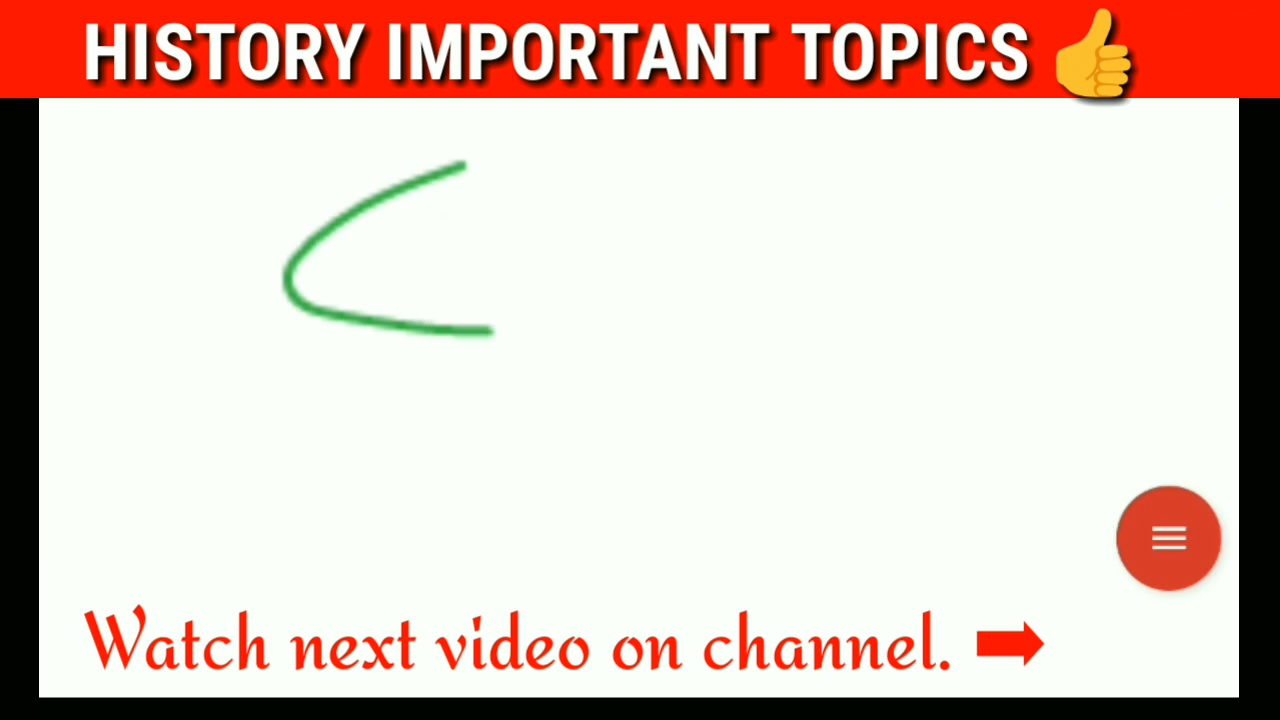 HISTORY IMPORTANT TOPICS 👍
Watch next video on channel. ➡